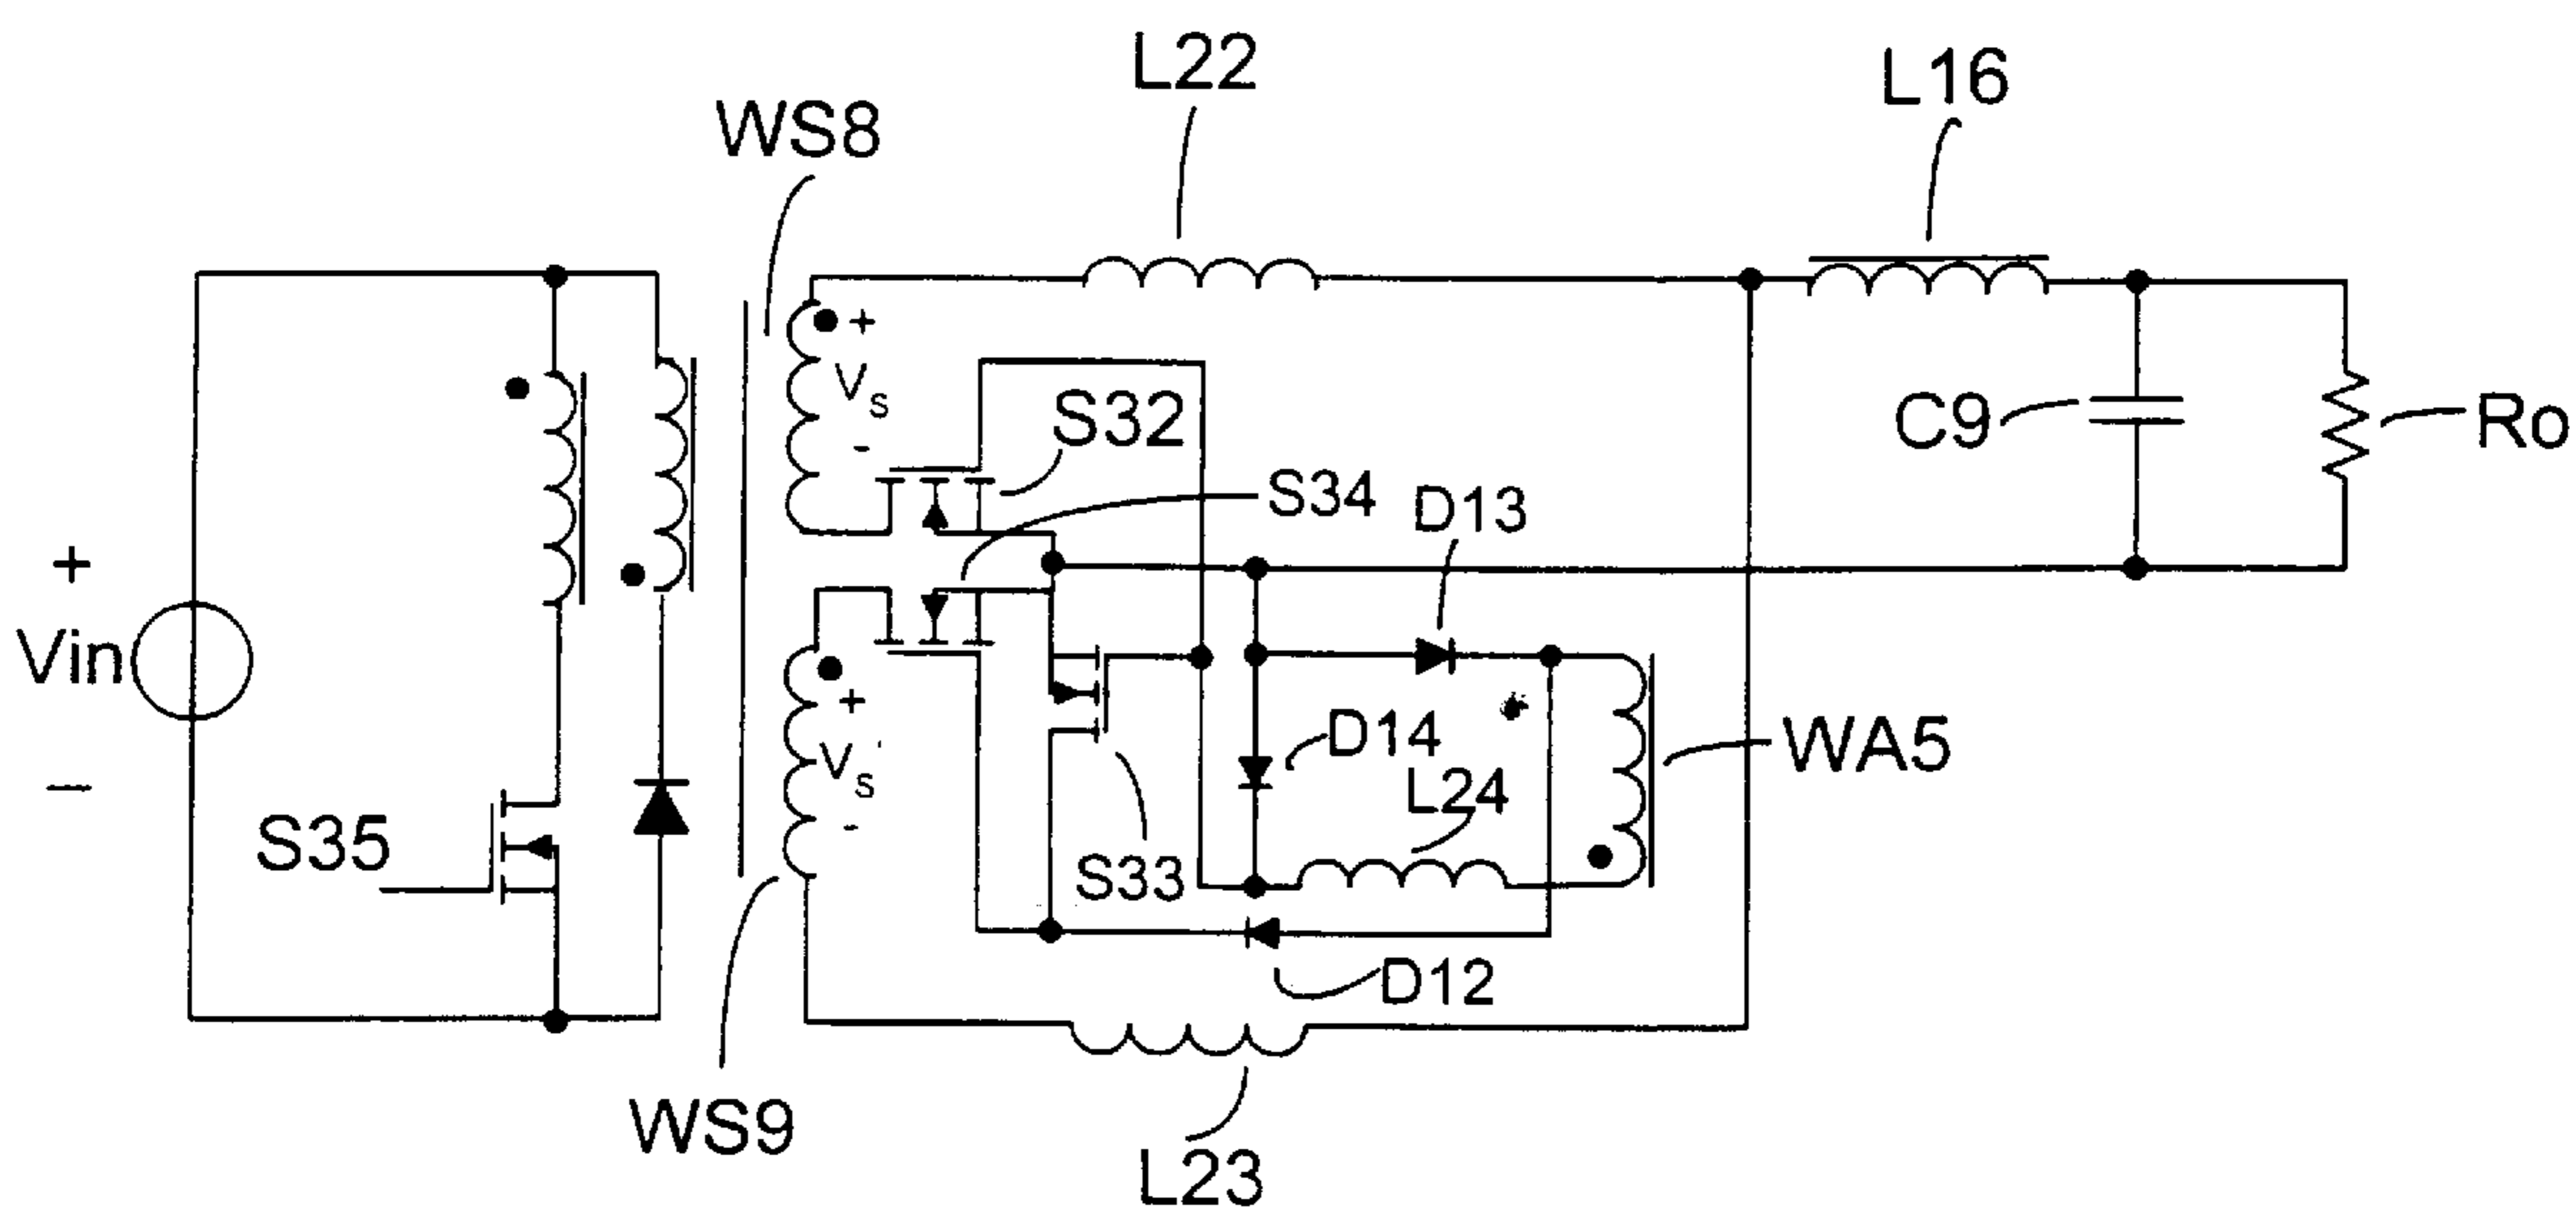 L22
L16
WS8
+
Vs
-
S32
S34
D13
C9
Ro
+
Vin
–
+
Vs
-
D14
WA5
L24
S35
S33
D12
WS9
L23